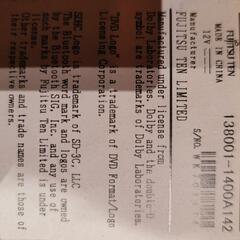 FUJITSU TEN
MADE IN CHINA
138001-1400A142
12V
S/NO.
Manufacturer
FUJITSU TEN LIMITED
Manufactured under license from
Dolby Laboratories. Dolby and the double-D
symbol are trademarks of Dolby Laboratories.
"DVD Logo" is a trademark of DVD Format/Logo
Licensing Corporation.
SDHC Logo is trademark of SD-3C, LLC
The Bluetooth word mark and logos are owned
by Bluetooth SIG, Inc. and any use of
such mark by Fujitsu Ten Limited is under
license.
Other trademarks and trade names are those of
their respective owners.